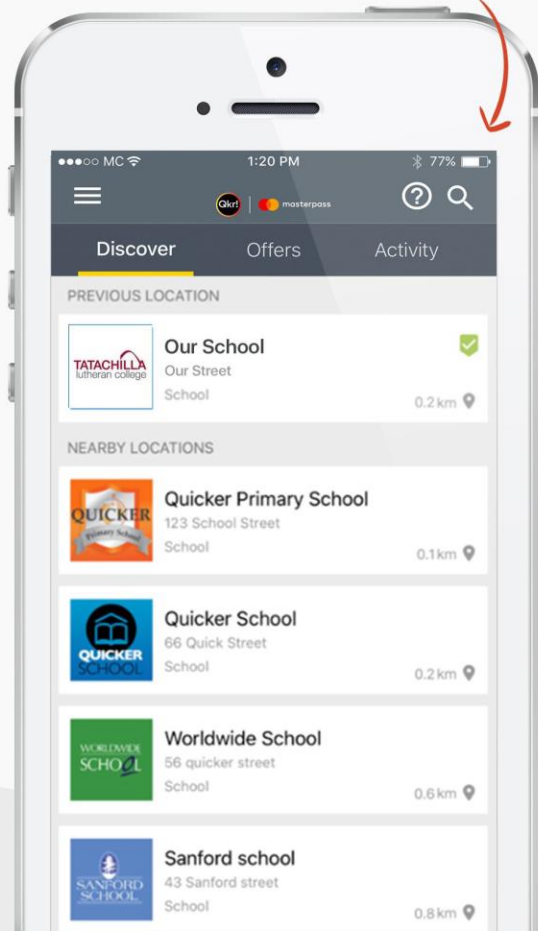 MC 1:20 PM 77%
Qkr! masterpass
Discover Offers Activity
PREVIOUS LOCATION
TATACHILLA
lutheran college
Our School
Our Street
School
0.2 km
NEARBY LOCATIONS
QUICKER
Primary School
Quicker Primary School
123 School Street
School
0.1 km
QUICKER
SCHOOL
Quicker School
66 Quick Street
School
0.2 km
WORLDWIDE
SCHOOL
Worldwide School
56 quicker street
School
0.6 km
SANFORD
SCHOOL
Sanford school
43 Sanford street
School
0.8 km